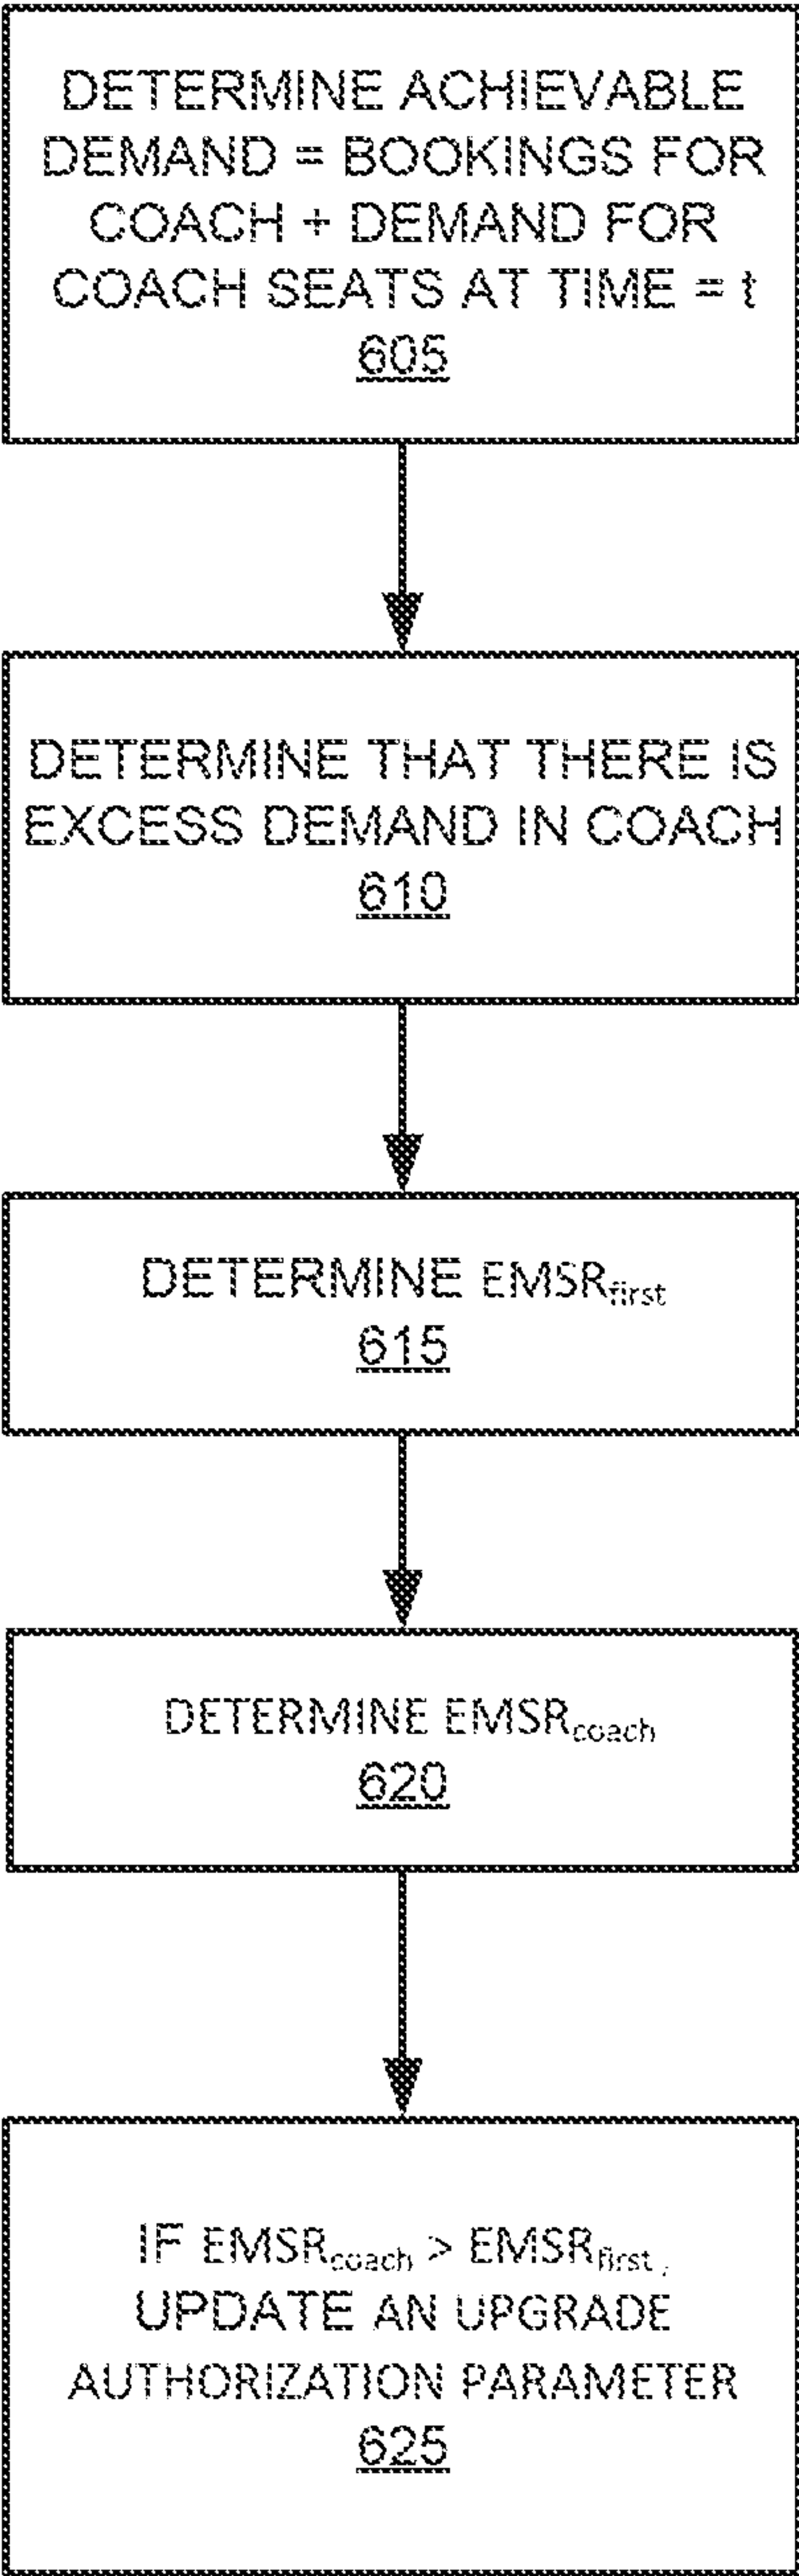 DETERMINE ACHIEVABLE
DEMAND = BOOKINGS FOR
COACH + DEMAND FOR
COACH SEATS AT TIME = t
605
DETERMINE THAT THERE IS
EXCESS DEMAND IN COACH
610
DETERMINE EMSRfirst
615
DETERMINE EMSRcoach
620
IF EMSRcoach > EMSRfirst,
UPDATE AN UPGRADE
AUTHORIZATION PARAMETER
625